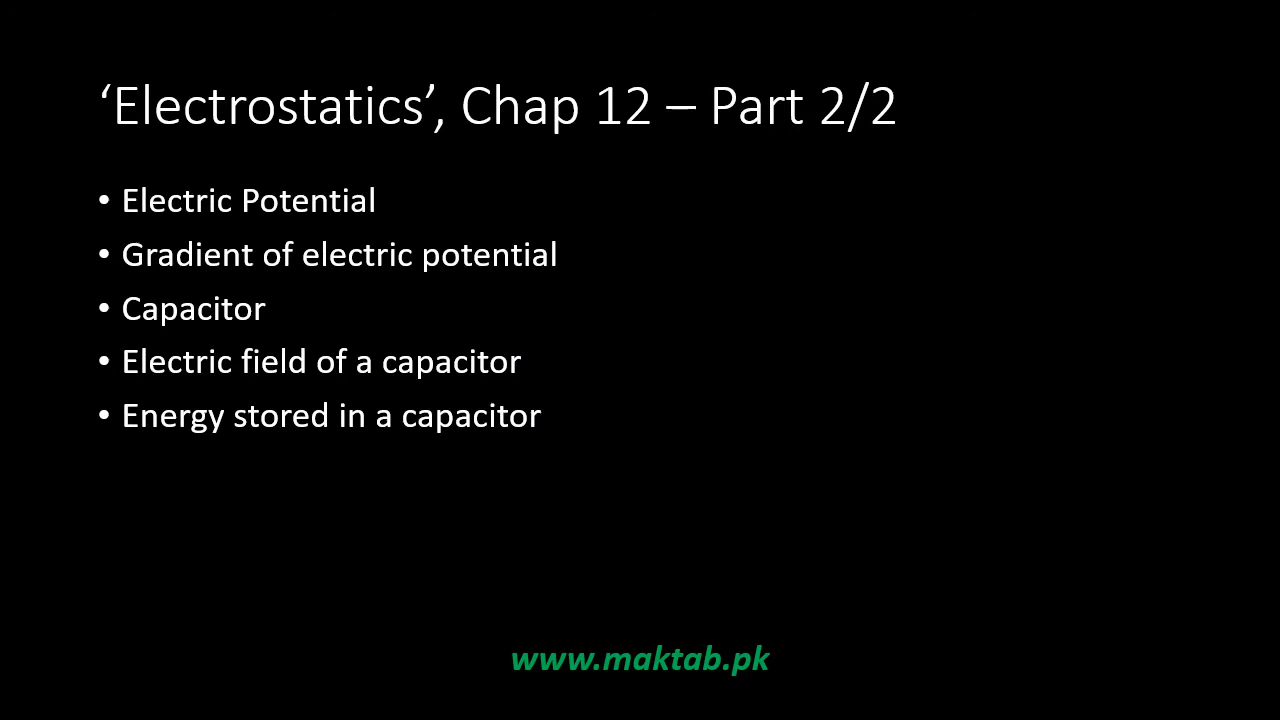 ‘Electrostatics’, Chap 12 – Part 2/2
• Electric Potential
• Gradient of electric potential
• Capacitor
• Electric field of a capacitor
• Energy stored in a capacitor
www.maktab.pk